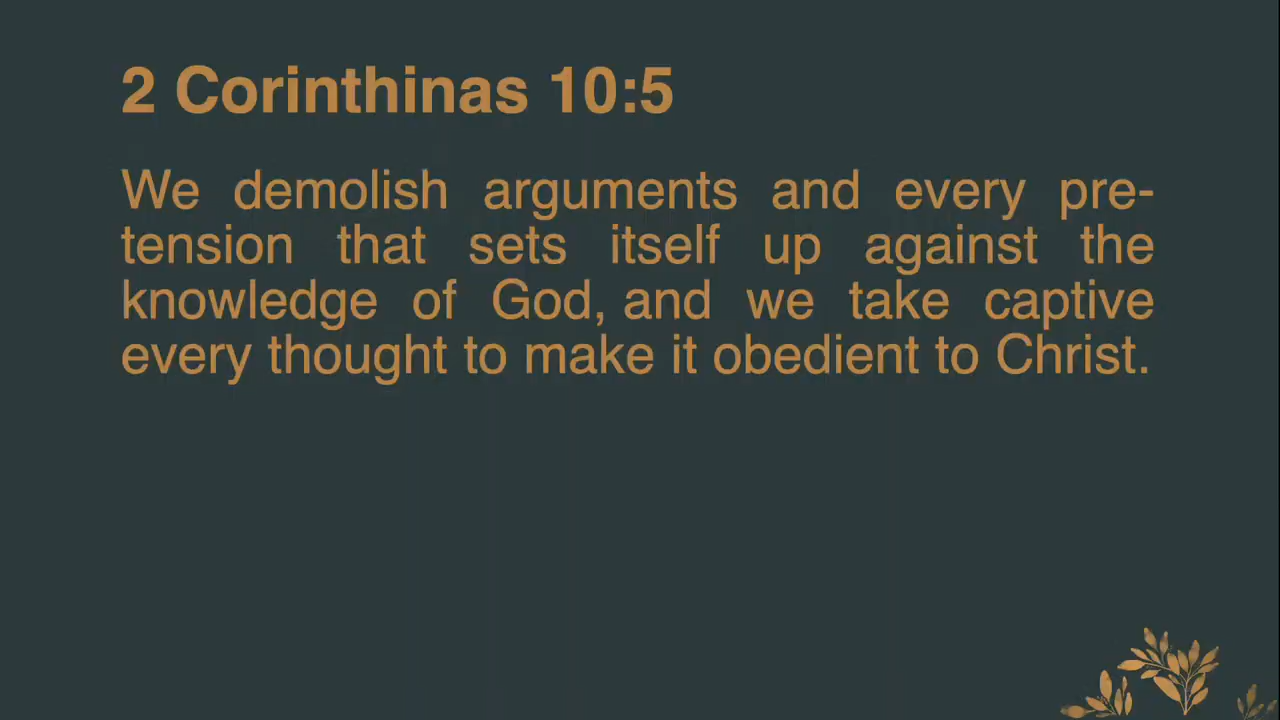 2 Corinthinas 10:5
We demolish arguments and every pre-
tension that sets itself up against the
knowledge of God, and we take captive
every thought to make it obedient to Christ.